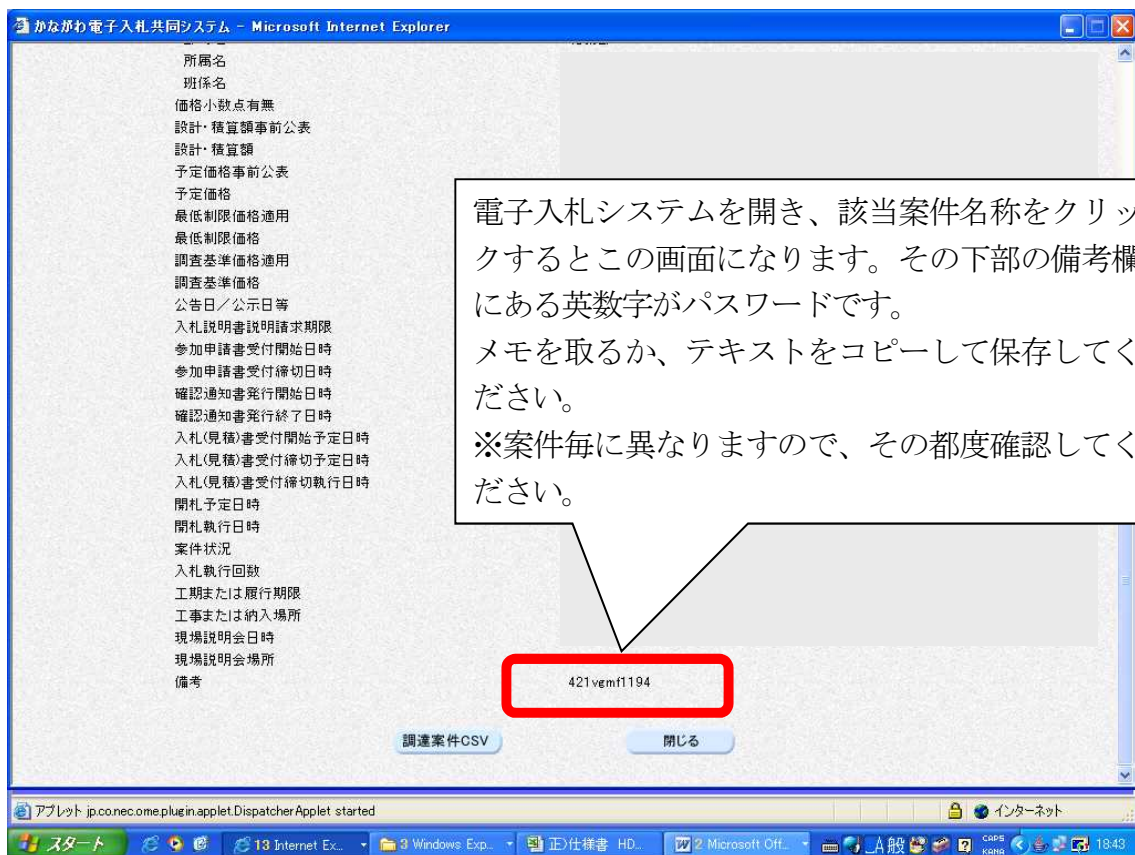 かながわ電子入札共同システム - Microsoft Internet Explorer
所属名
班係名
価格小数点有無
設計・積算額事前公表
設計・積算額
予定価格事前公表
予定価格
最低制限価格適用
最低制限価格
調査基準価格適用
調査基準価格
公告日／公示日等
入札説明書説明請求期限
参加申請書受付開始日時
参加申請書受付締切日時
確認通知書発行開始日時
確認通知書発行終了日時
入札(見積)書受付開始予定日時
入札(見積)書受付締切予定日時
入札(見積)書受付締切執行日時
開札予定日時
開札執行日時
案件状況
入札執行回数
工期または履行期限
工事または納入場所
現場説明会日時
現場説明会場所
備考 421vgmf1194
電子入札システムを開き、該当案件名称をクリッ
クするとこの画面になります。その下部の備考欄
にある英数字がパスワードです。
メモを取るか、テキストをコピーして保存してく
ださい。
※案件毎に異なりますので、その都度確認してく
ださい。
調達案件CSV 閉じる
アプレット jp.co.nec.ome.plugin.applet.DispatcherApplet started インターネット
スタート 13 Internet Ex... 3 Windows Exp... 正)仕様書 HD... 2 Microsoft Off... A般 CAPS KANA 18:43